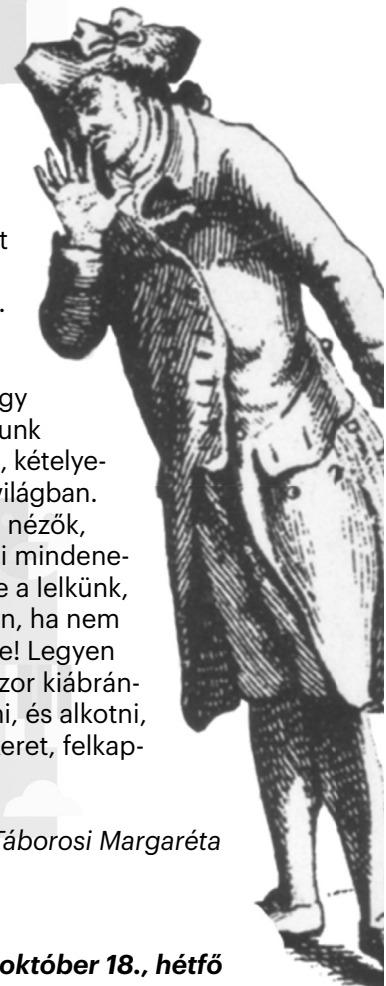 t
.
gy
unk
, kételye-
világban.
nézők,
i mindene-
e a lelkünk,
n, ha nem
e! Legyen
zor kiábrán-
ni, és alkotni,
eret, felkap-
Táborosi Margaréta
október 18., hétfő